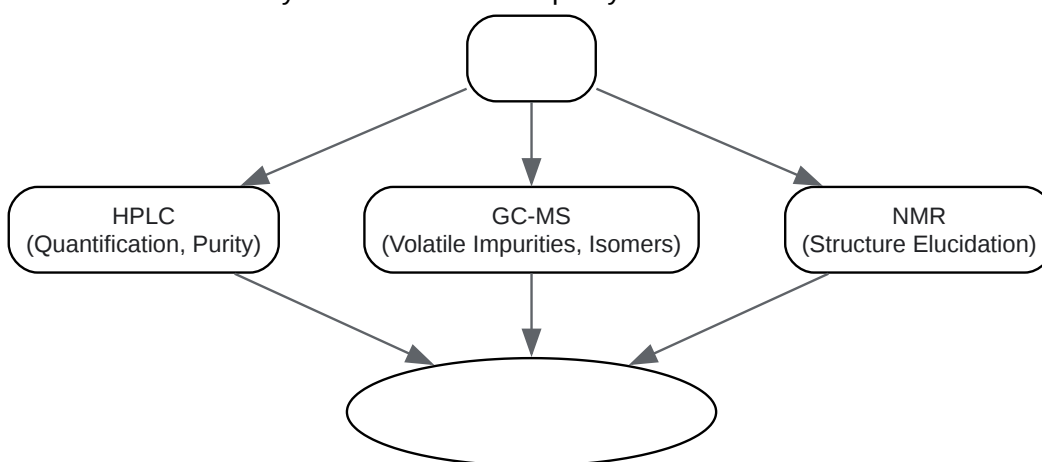 HPLC
(Quantification, Purity)
GC-MS
(Volatile Impurities, Isomers)
NMR
(Structure Elucidation)